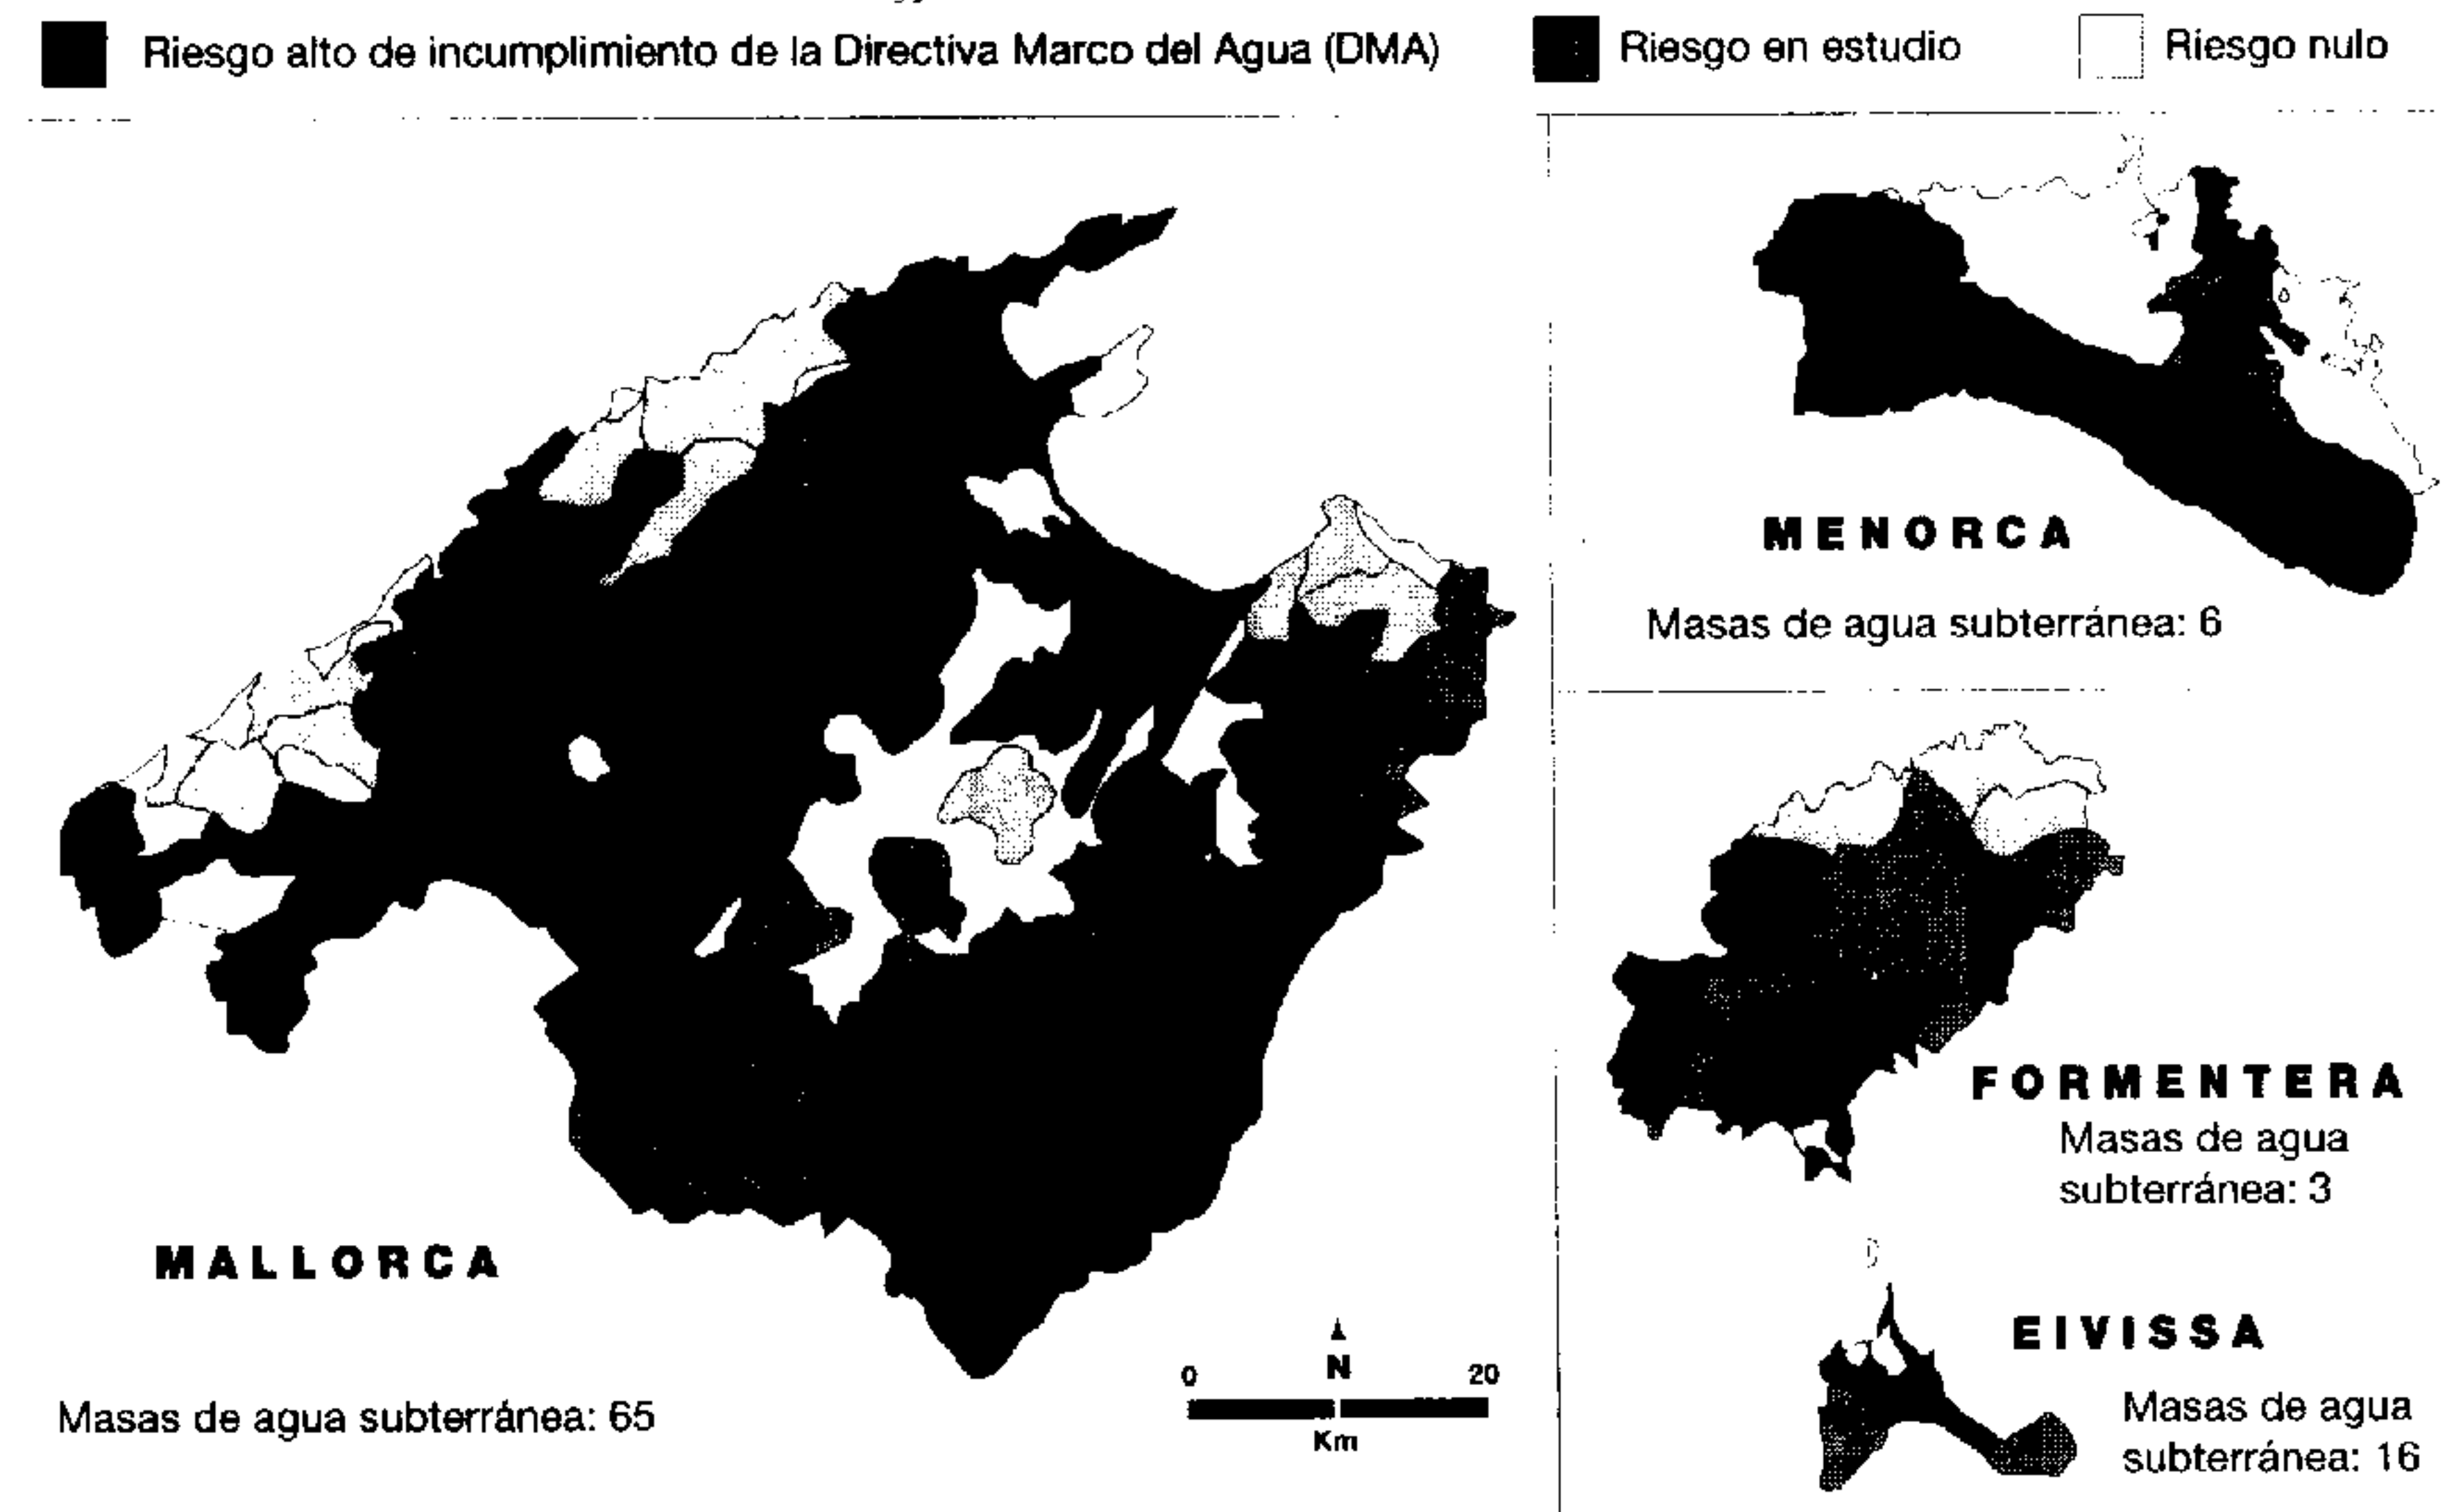 Riesgo alto de incumplimiento de la Directiva Marco del Agua (DMA)
Riesgo en estudio
Riesgo nulo
MENORCA
Masas de agua subterránea: 6
FORMENTERA
Masas de agua
subterránea: 3
MALLORCA
Masas de agua subterránea: 65
0
N
20
Km
EIVISSA
Masas de agua
subterránea: 16